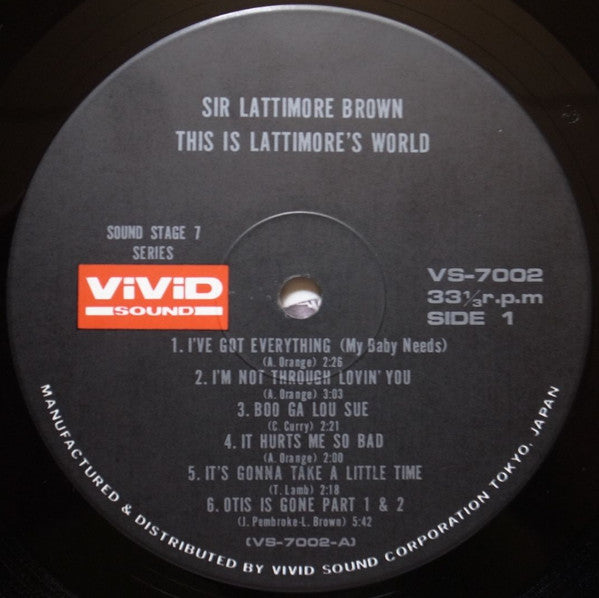 SIR LATTIMORE BROWN
THIS IS LATTIMORE'S WORLD
SOUND STAGE 7
SERIES
ViViD
SOUND
VS-7002
33⅓r.p.m
SIDE 1
1. I'VE GOT EVERYTHING (My Baby Needs)
(A. Orange) 2:26
2. I'M NOT THROUGH LOVIN' YOU
(A. Orange) 3:03
3. BOO GA LOU SUE
(C. Curry) 2:21
4. IT HURTS ME SO BAD
(A. Orange) 2:00
5. IT'S GONNA TAKE A LITTLE TIME
(T. Lamb) 2:18
6. OTIS IS GONE PART 1 & 2
(J. Pembroke-L. Brown) 5:42
(VS-7002-A)
MANUFACTURED & DISTRIBUTED BY VIVID SOUND CORPORATION TOKYO, JAPAN